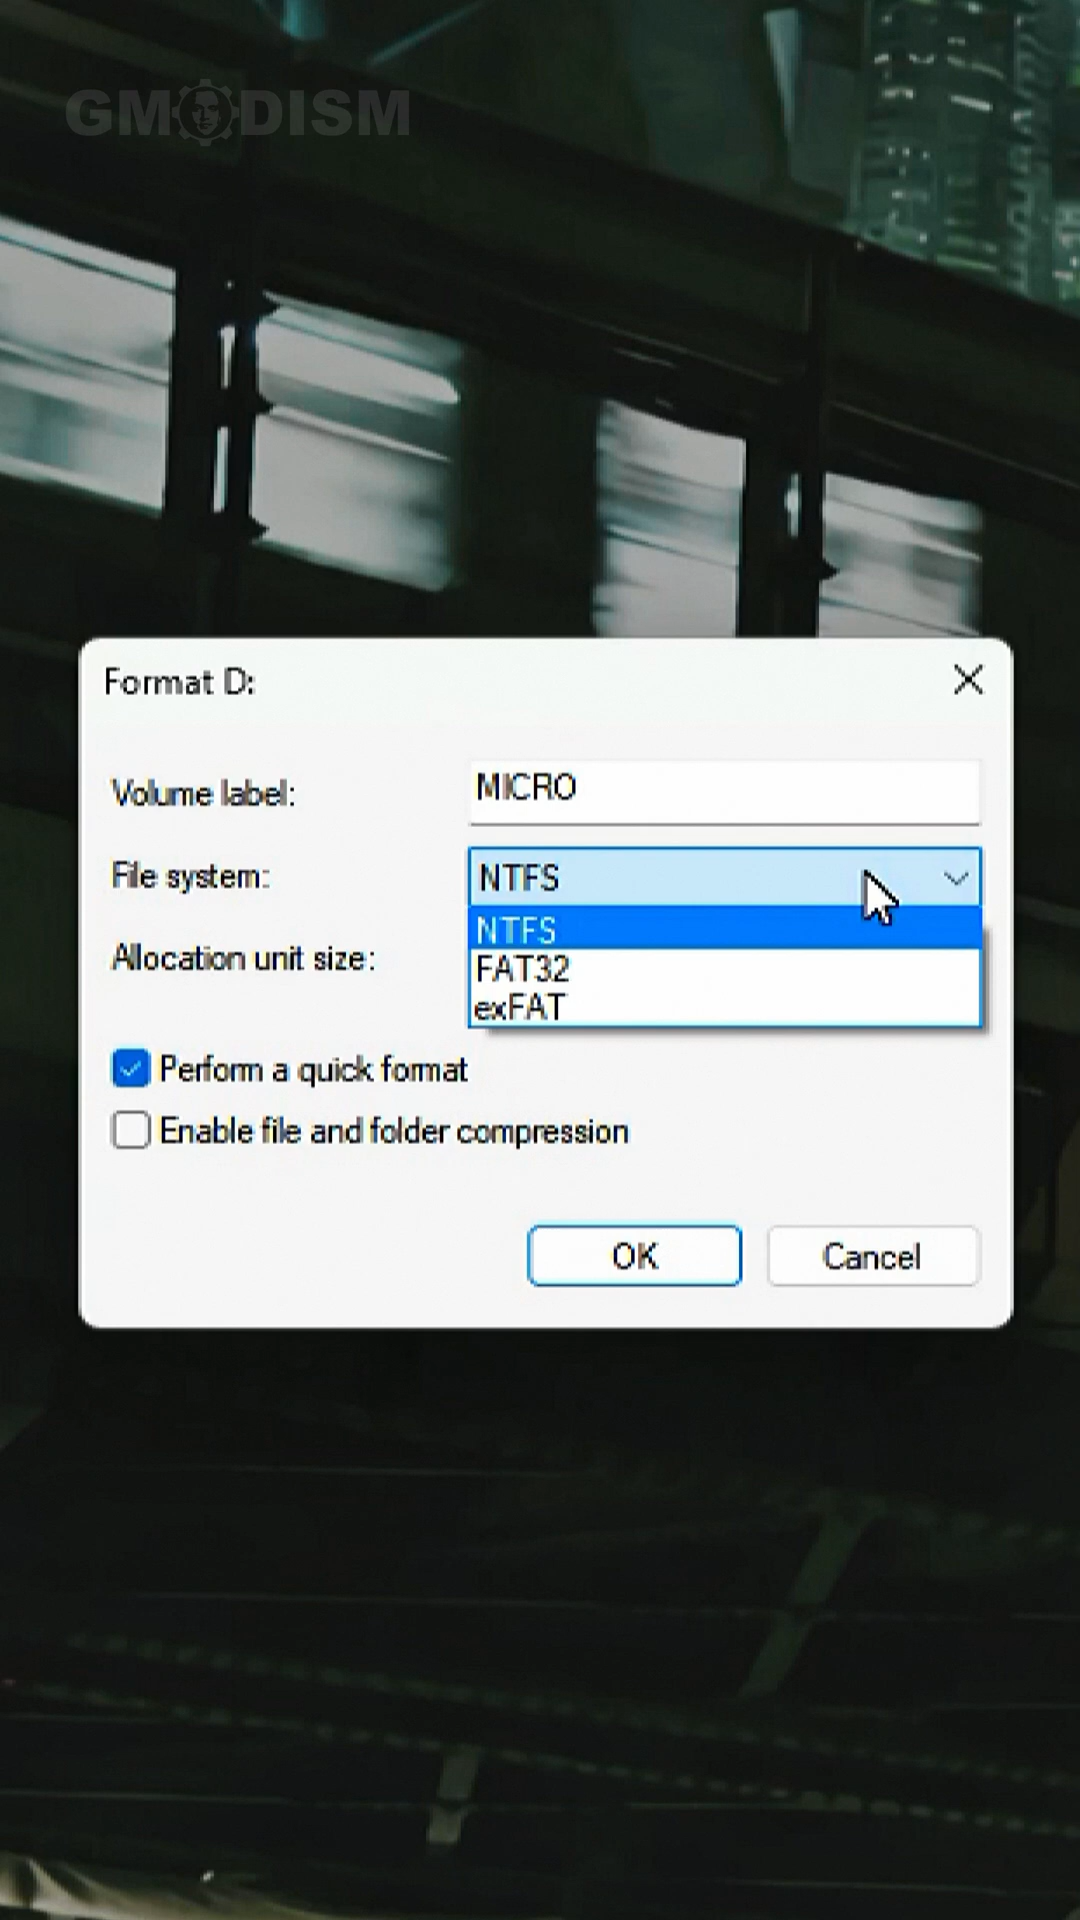 GMODISM
Format D:
Volume label:
MICRO
File system:
NTFS
NTFS
FAT32
exFAT
Allocation unit size:
Perform a quick format
Enable file and folder compression
OK
Cancel